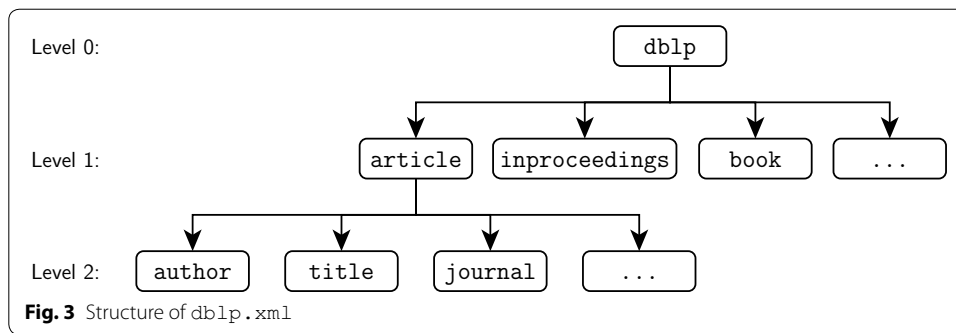 Level 0:
dblp
Level 1:
article
inproceedings
book
...
Level 2:
author
title
journal
...
Fig. 3 Structure of dblp.xml